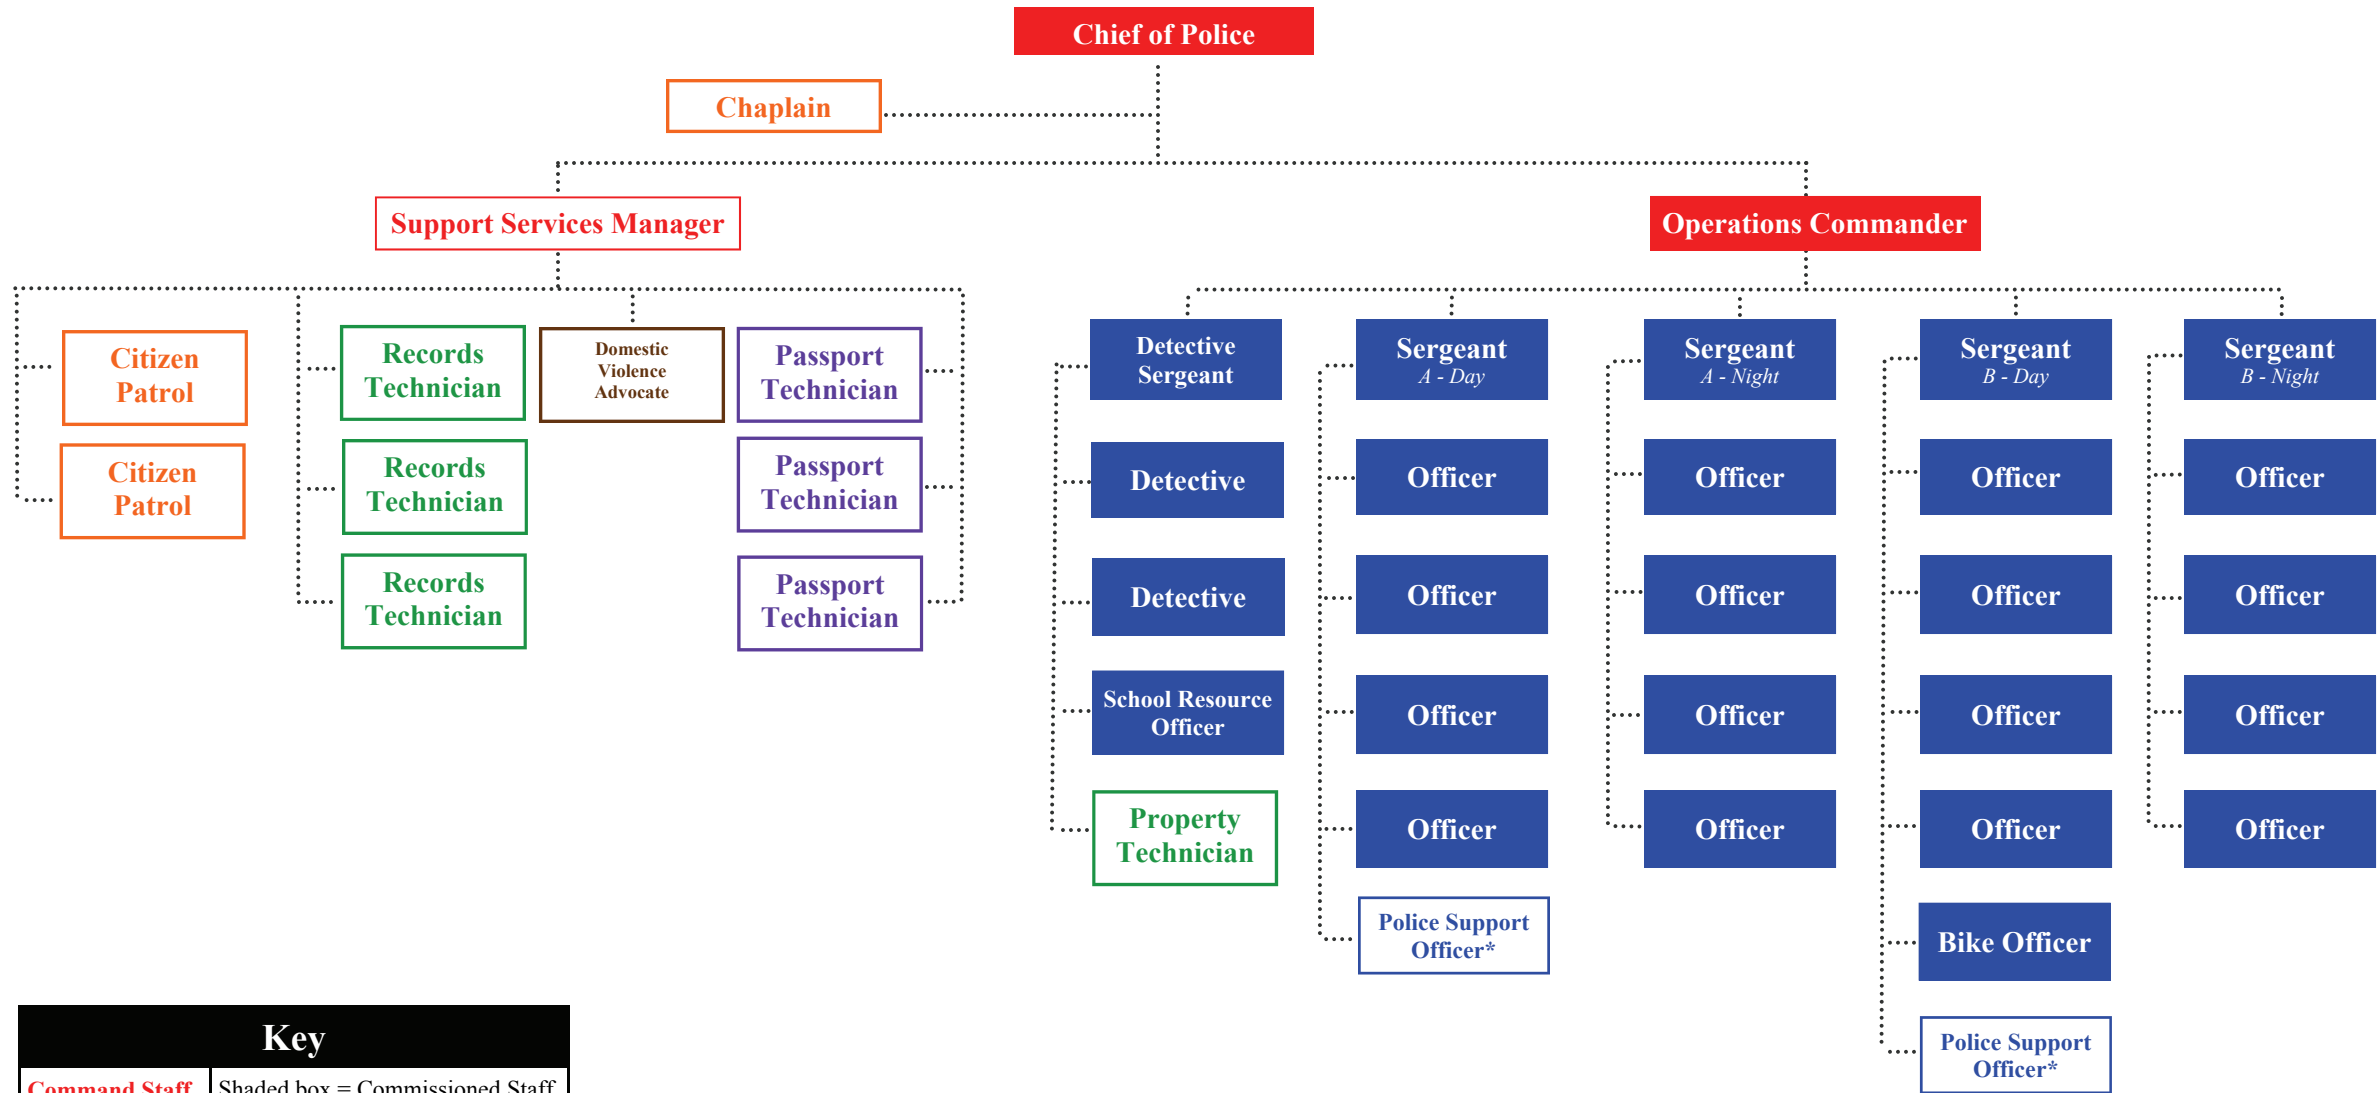 Chief of Police
Chaplain
Support Services Manager
Operations Commander
Citizen
Patrol
Citizen
Patrol
Records
Technician
Records
Technician
Records
Technician
Domestic
Violence
Advocate
Passport
Technician
Passport
Technician
Passport
Technician
Detective
Sergeant
Detective
Detective
School Resource
Officer
Property
Technician
Sergeant
A - Day
Officer
Officer
Officer
Officer
Police Support
Officer*
Sergeant
A - Night
Officer
Officer
Officer
Officer
Sergeant
B - Day
Officer
Officer
Officer
Officer
Bike Officer
Police Support
Officer*
Sergeant
B - Night
Officer
Officer
Officer
Officer
Key
Command Staff
Shaded box = Commissioned Staff